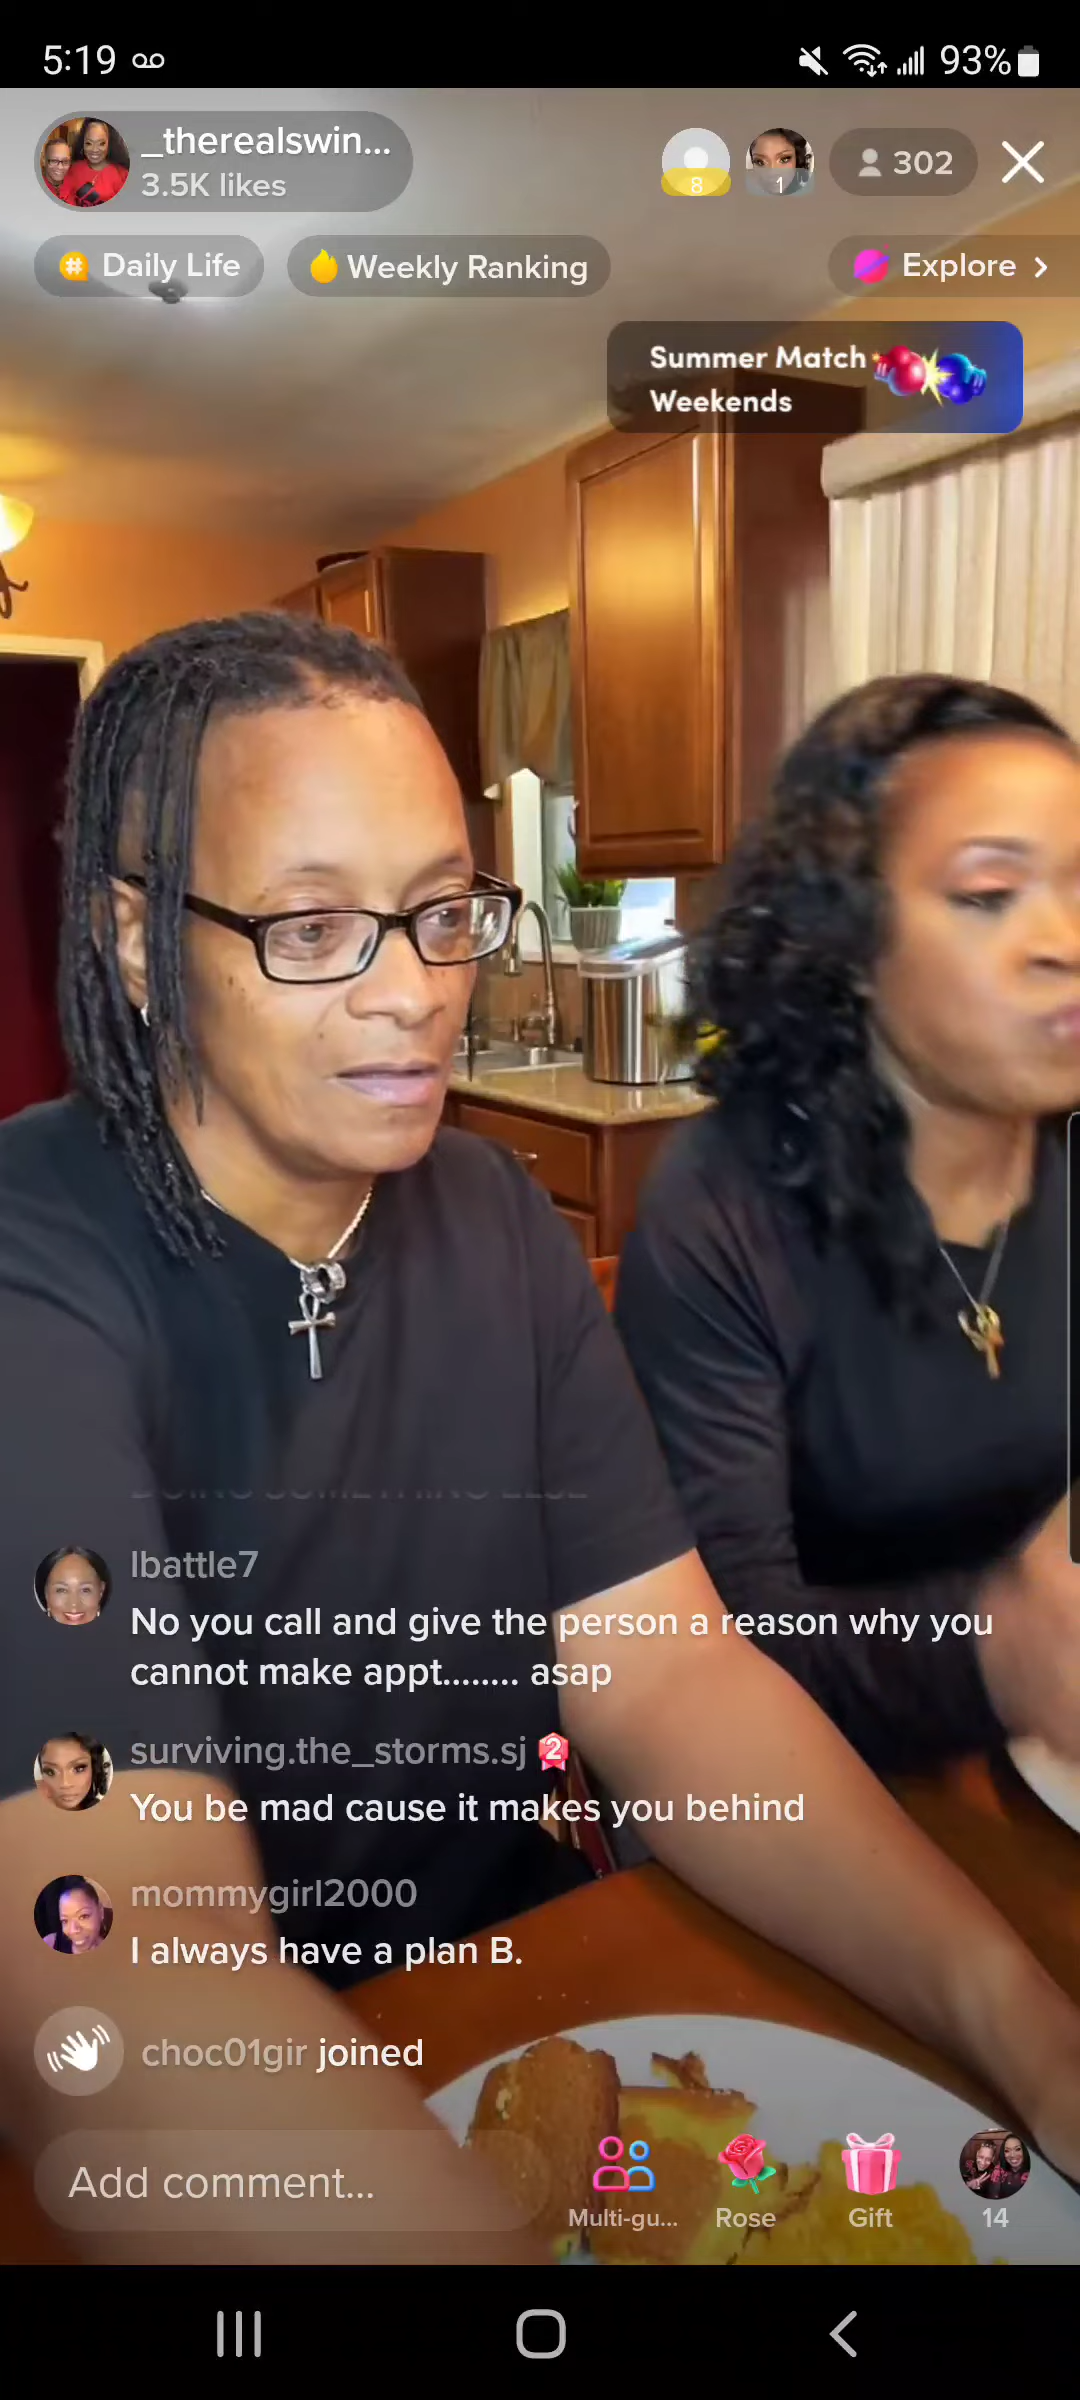 5:19
93%
_therealswin...
3.5K likes
8
1
302
# Daily Life
Weekly Ranking
Explore >
Summer Match
Weekends
DOING SOMETHING ELSE
lbattle7
No you call and give the person a reason why you
cannot make appt........ asap
surviving.the_storms.sj 2
You be mad cause it makes you behind
mommygirl2000
I always have a plan B.
choc01gir joined
Add comment...
Multi-gu...
Rose
Gift
14